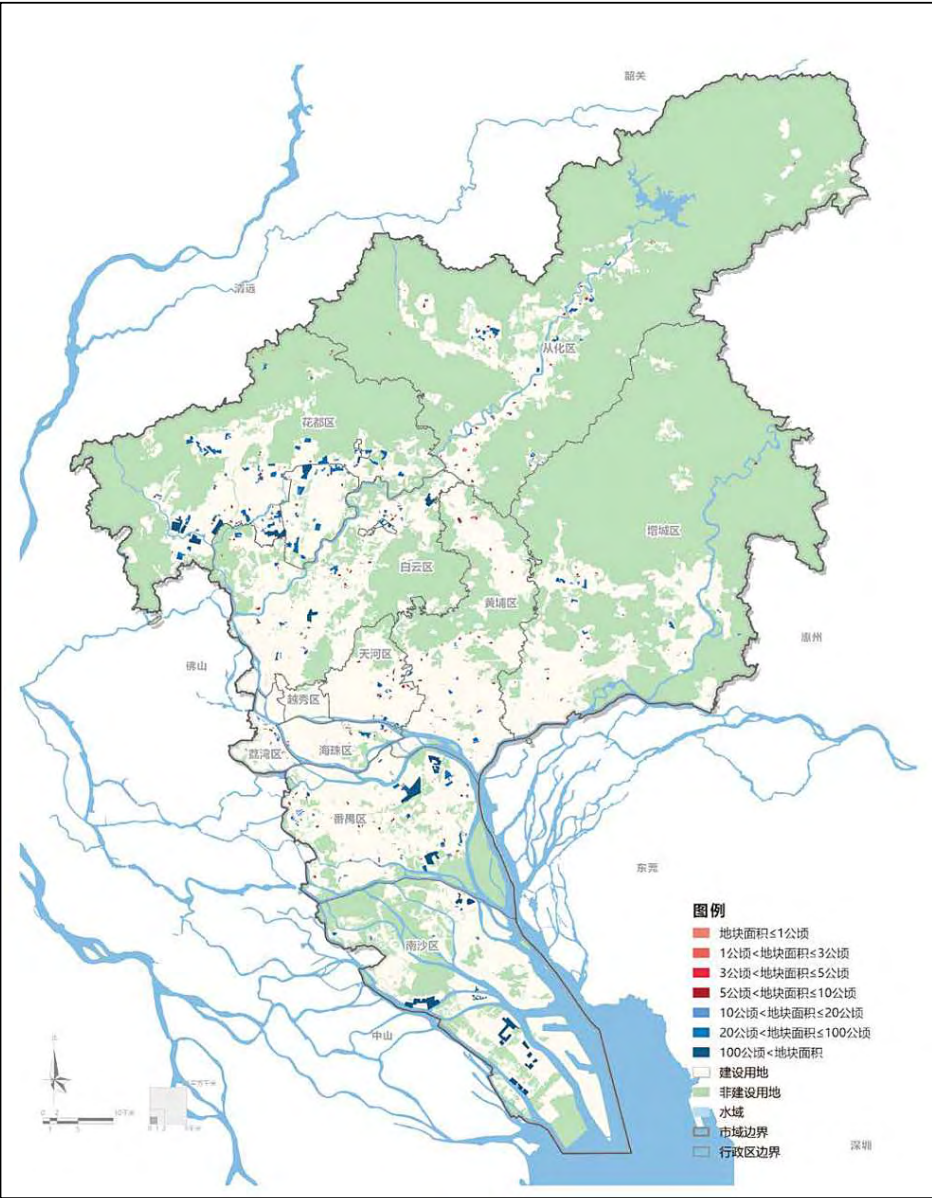 韶关
清远
从化区
花都区
增城区
白云区
黄埔区
惠州
天河区
佛山
越秀区
荔湾区
海珠区
番禺区
东莞
南沙区
中山
深圳
图例
地块面积≤1公顷
1公顷<地块面积≤3公顷
3公顷<地块面积≤5公顷
5公顷<地块面积≤10公顷
10公顷<地块面积≤20公顷
20公顷<地块面积≤100公顷
100公顷<地块面积
建设用地
非建设用地
水域
市域边界
行政区边界
北